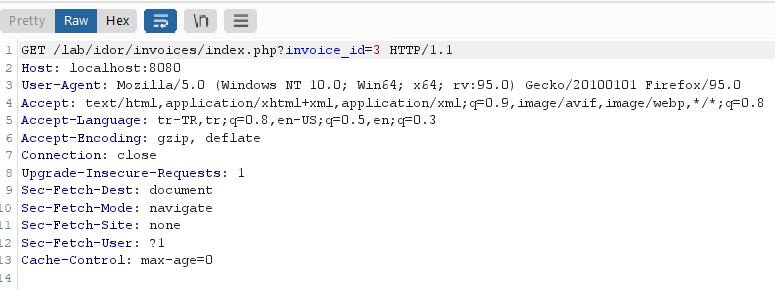 Pretty Raw Hex \n
1 GET /lab/idor/invoices/index.php?invoice_id=3 HTTP/1.1
2 Host: localhost:8080
3 User-Agent: Mozilla/5.0 (Windows NT 10.0; Win64; x64; rv:95.0) Gecko/20100101 Firefox/95.0
4 Accept: text/html,application/xhtml+xml,application/xml;q=0.9,image/avif,image/webp,*/*;q=0.8
5 Accept-Language: tr-TR,tr;q=0.8,en-US;q=0.5,en;q=0.3
6 Accept-Encoding: gzip, deflate
7 Connection: close
8 Upgrade-Insecure-Requests: 1
9 Sec-Fetch-Dest: document
10 Sec-Fetch-Mode: navigate
11 Sec-Fetch-Site: none
12 Sec-Fetch-User: ?1
13 Cache-Control: max-age=0
14